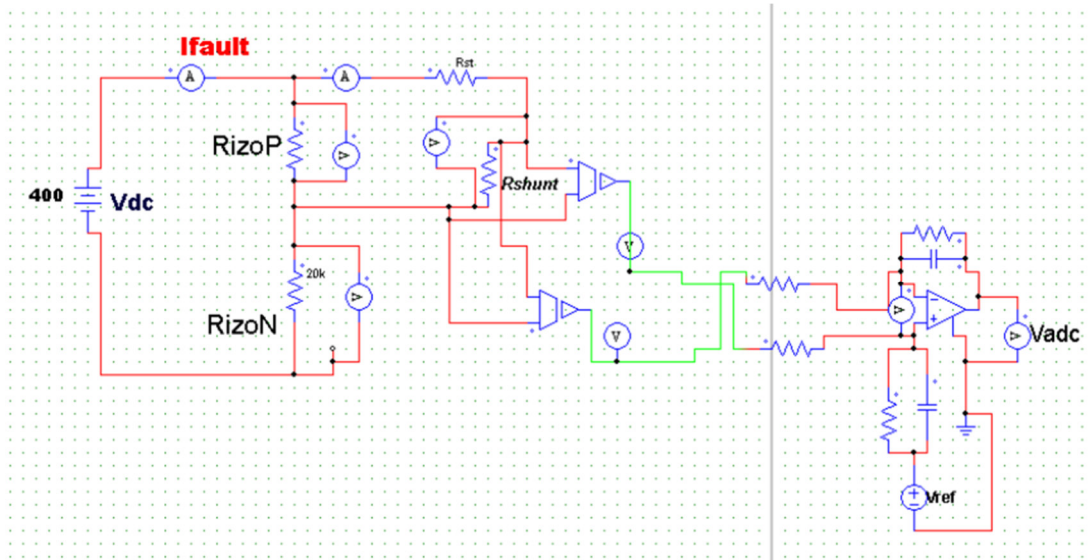 Ifault
A
A
Rst
RizoP
V
V
Rshunt
400
Vdc
V
20k
V
RizoN
V
V
V
Vadc
Vref